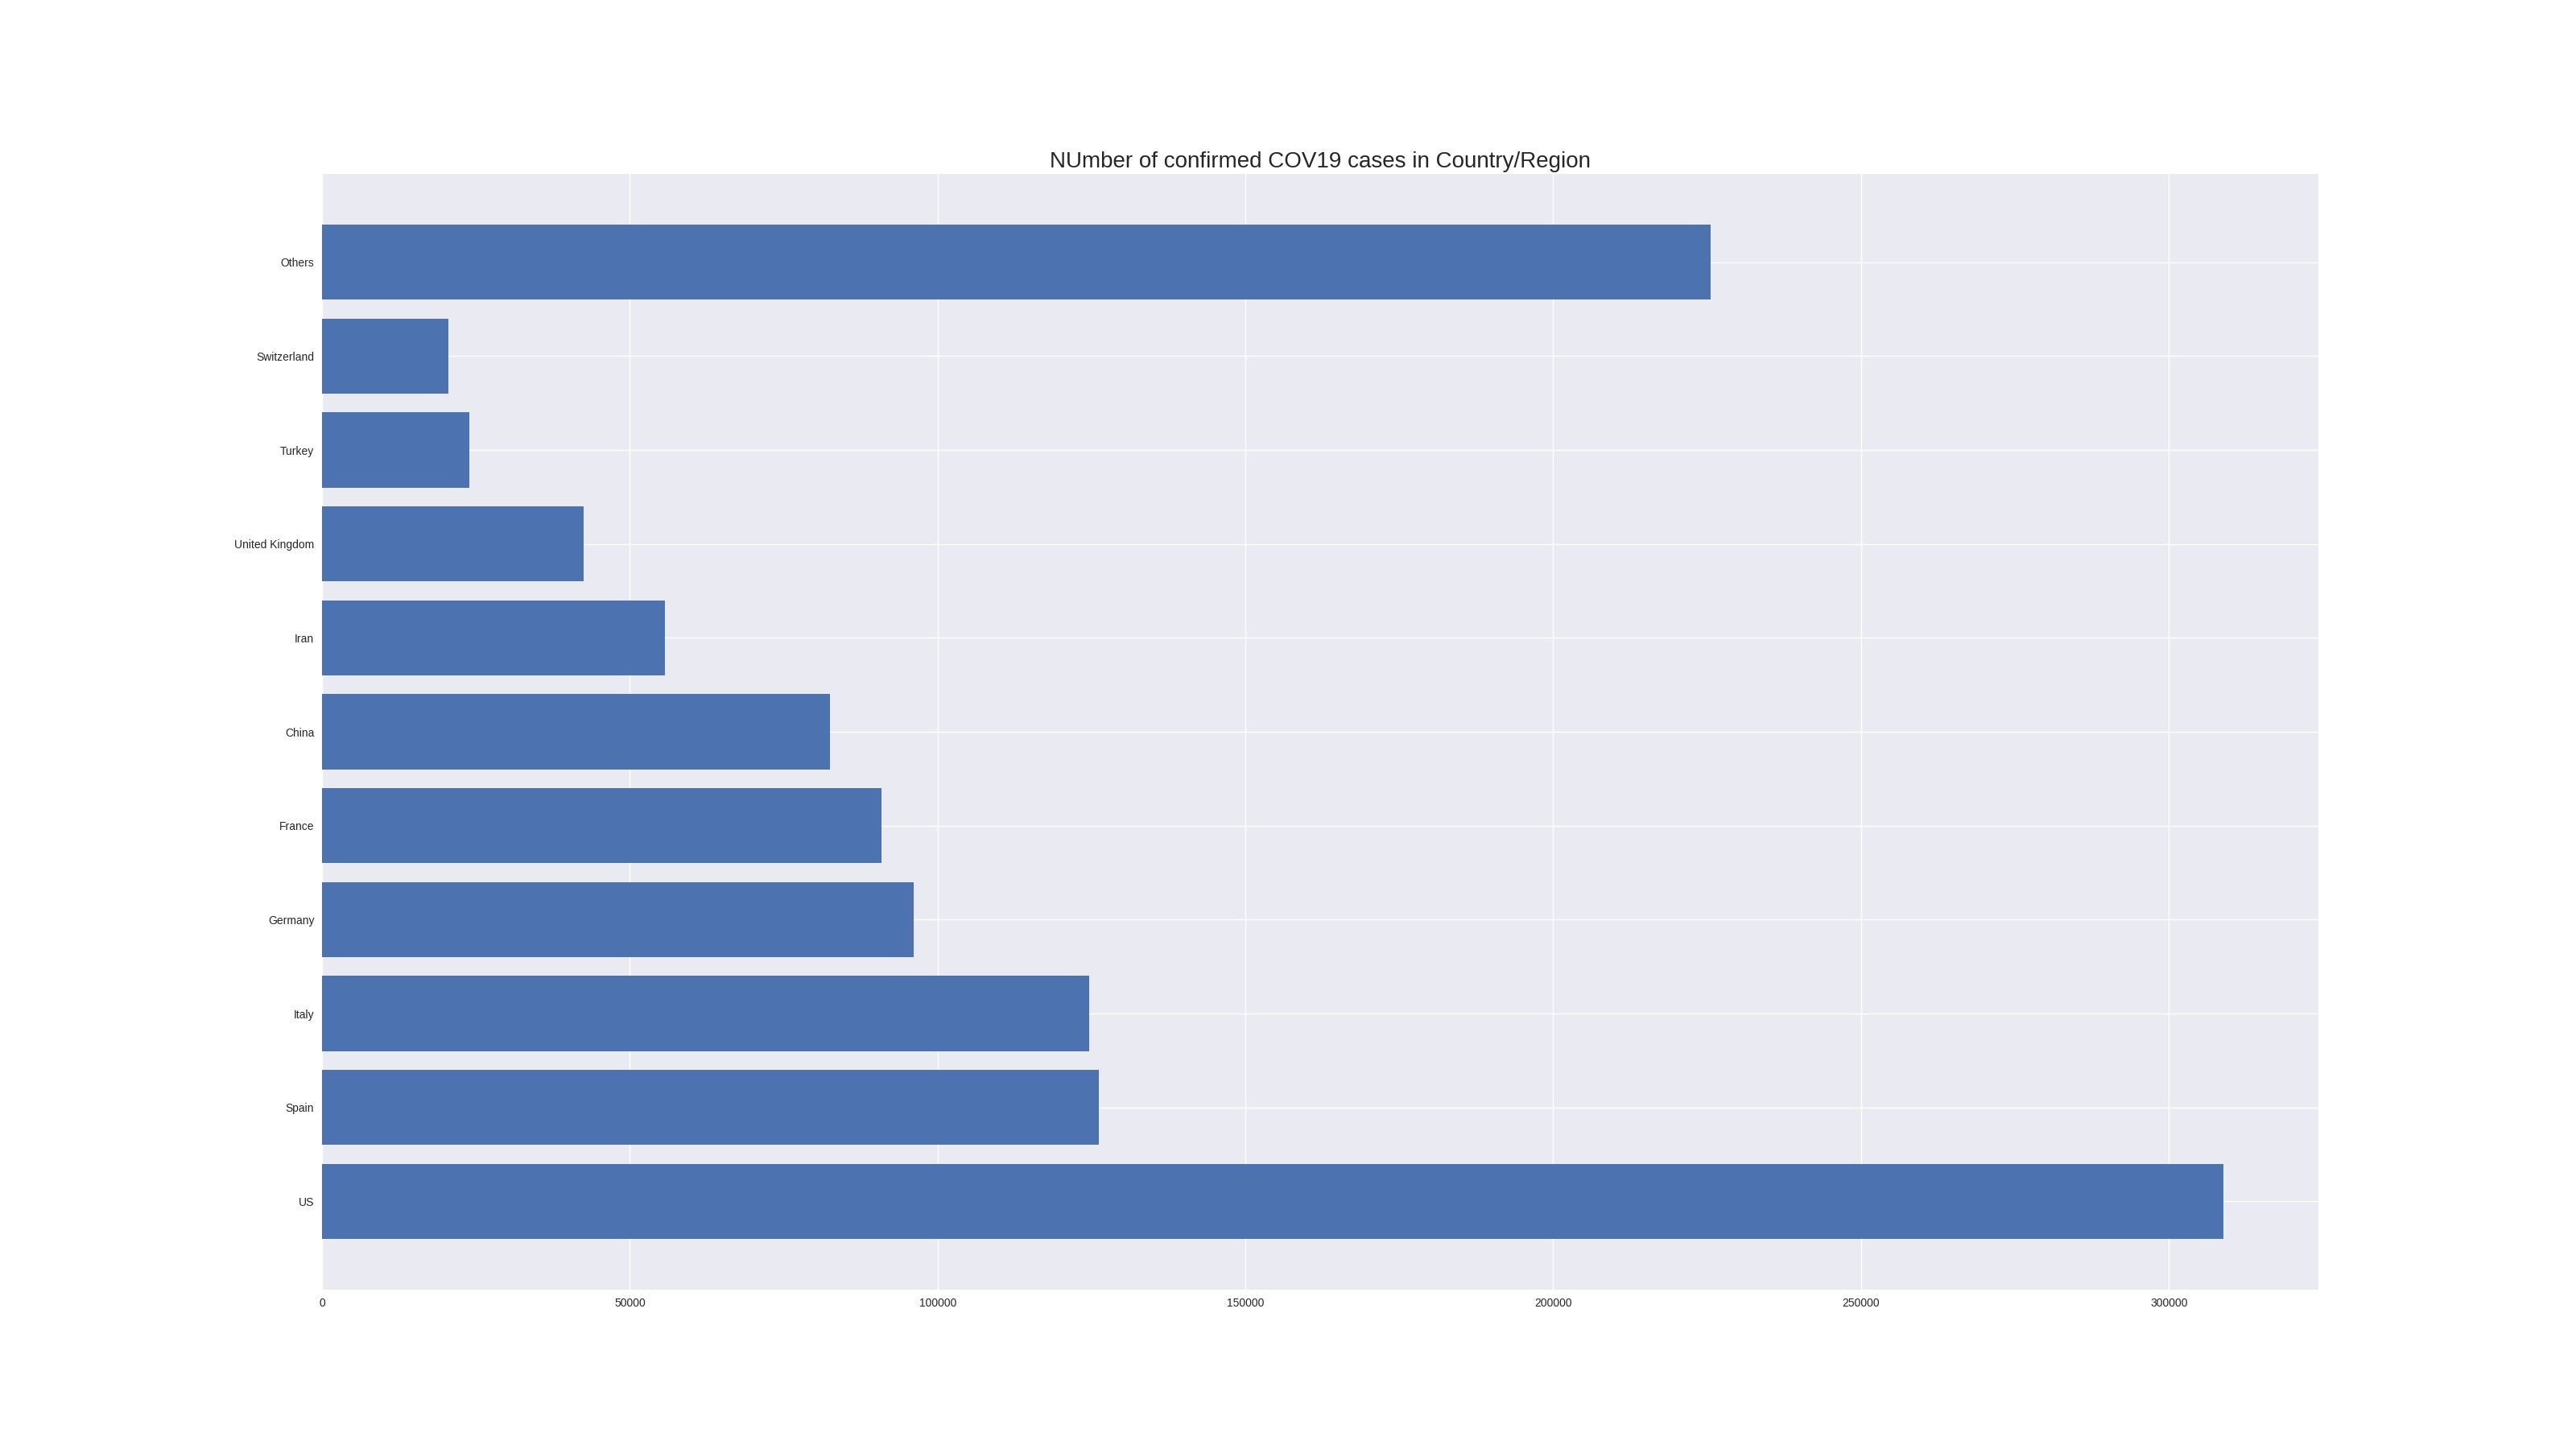 NUmber of confirmed COV19 cases in Country/Region
Others
Switzerland
Turkey
United Kingdom
Iran
China
France
Germany
Italy
Spain
US
0 50000 100000 150000 200000 250000 300000